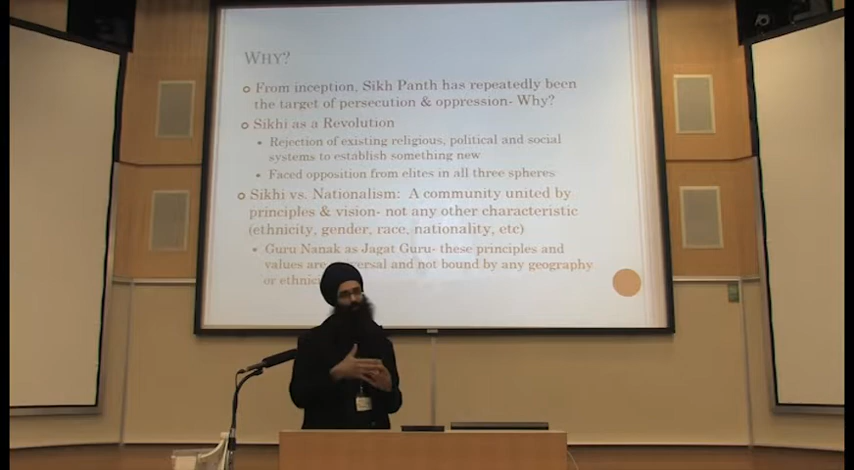 WHY?
From inception, Sikh Panth has repeatedly been
the target of persecution & oppression- Why?
Sikhi as a Revolution
Rejection of existing religious, political and social
systems to establish something new
Faced opposition from elites in all three spheres
Sikhi vs. Nationalism: A community united by
principles & vision- not any other characteristic
(ethnicity, gender, race, nationality, etc)
Guru Nanak as Jagat Guru- these principles and
values are and not bound by any geography
or